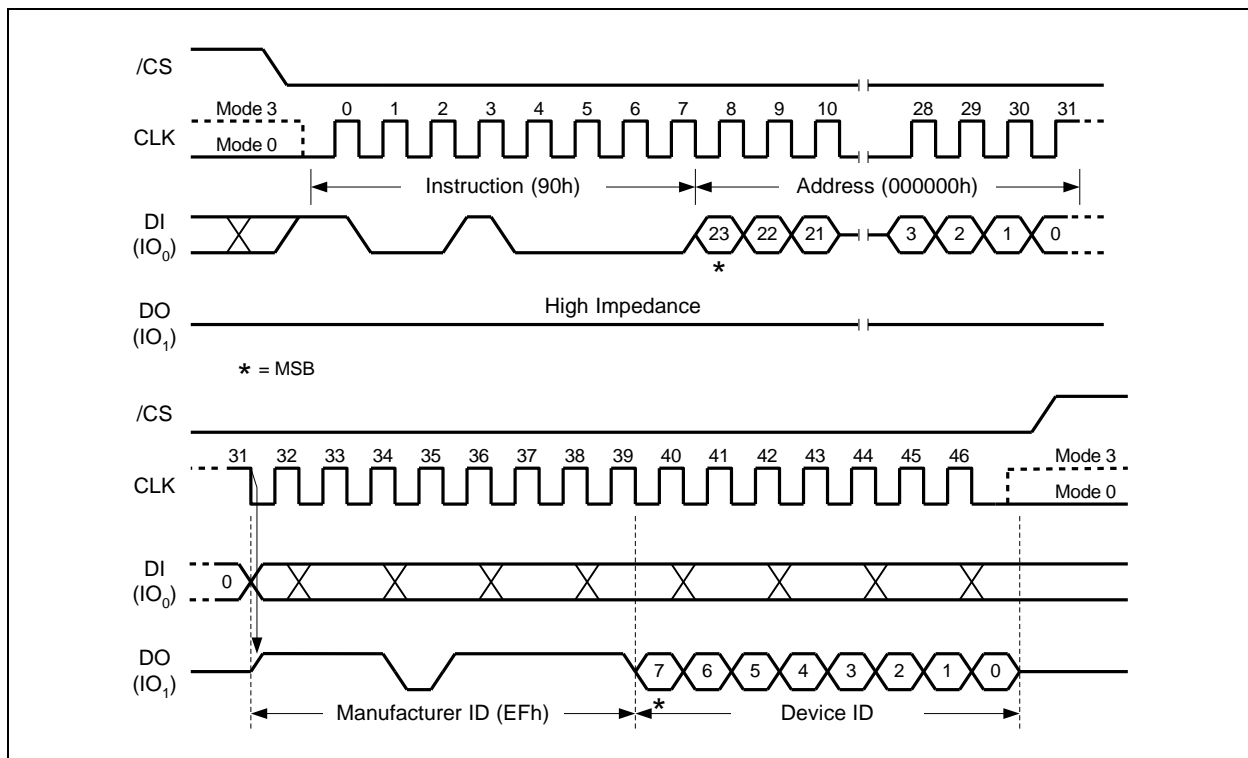 /CS
Mode 3
0 1 2 3 4 5 6 7 8 9 10 28 29 30 31
CLK
Mode 0
Instruction (90h) Address (000000h)
DI
(IO0)
23 22 21 3 2 1 0
*
High Impedance
DO
(IO1)
* = MSB
/CS
31 32 33 34 35 36 37 38 39 40 41 42 43 44 45 46 Mode 3
CLK
Mode 0
DI
(IO0)
0
DO
(IO1)
7 6 5 4 3 2 1 0
*
Manufacturer ID (EFh) Device ID